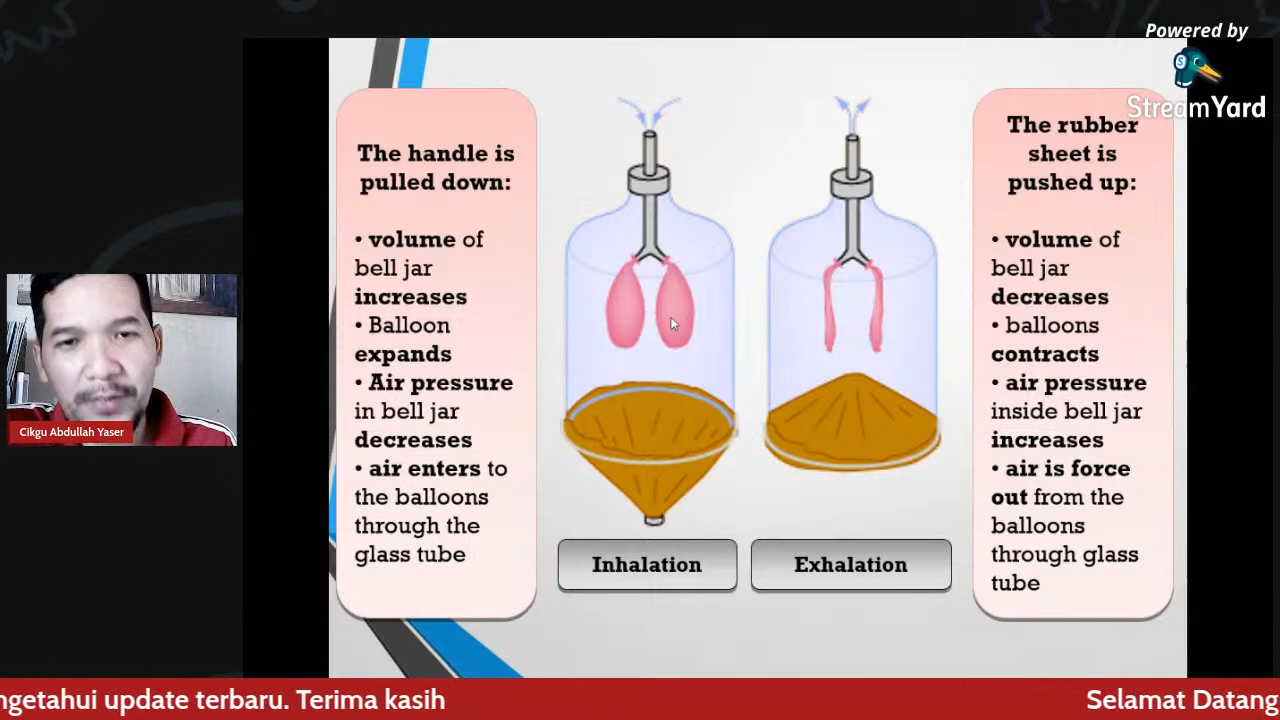 Powered by
StreamYard
The handle is
pulled down:
• volume of
bell jar
increases
• Balloon
expands
• Air pressure
in bell jar
decreases
• air enters to
the balloons
through the
glass tube
Inhalation
Exhalation
The rubber
sheet is
pushed up:
• volume of
bell jar
decreases
• balloons
contracts
• air pressure
inside bell jar
increases
• air is force
out from the
balloons
through glass
tube
Cikgu Abdullah Yaser
ngetahui update terbaru. Terima kasih
Selamat Datang